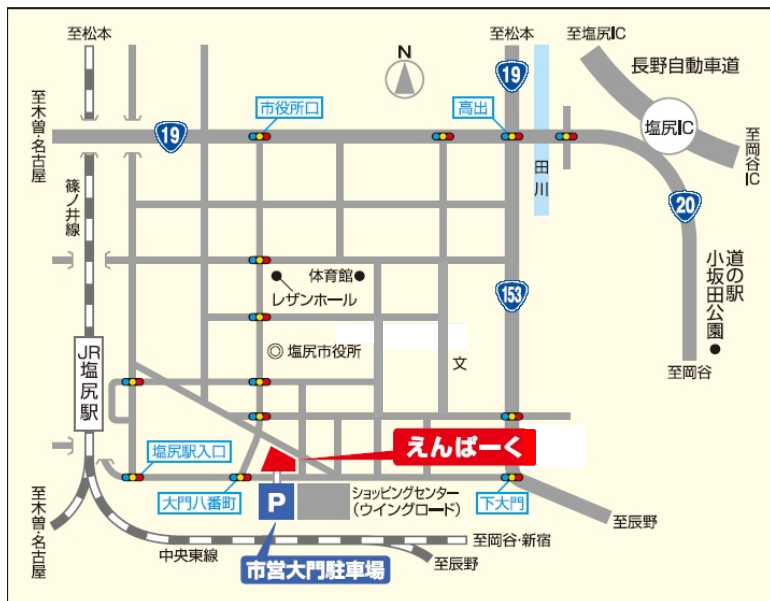 至松本
至松本
至塩尻IC
N
長野自動車道
19
市役所口
高出
塩尻IC
19
至木曽・名古屋
至岡谷IC
田川
篠ノ井線
20
体育館
レザンホール
153
道の駅
小坂田公園
塩尻市役所
文
JR塩尻駅
至岡谷
えんぱーく
塩尻駅入口
大門八番町
P
ショッピングセンター
(ウイングロード)
下大門
至木曽・名古屋
至辰野
中央東線
至岡谷・新宿
市営大門駐車場
至辰野